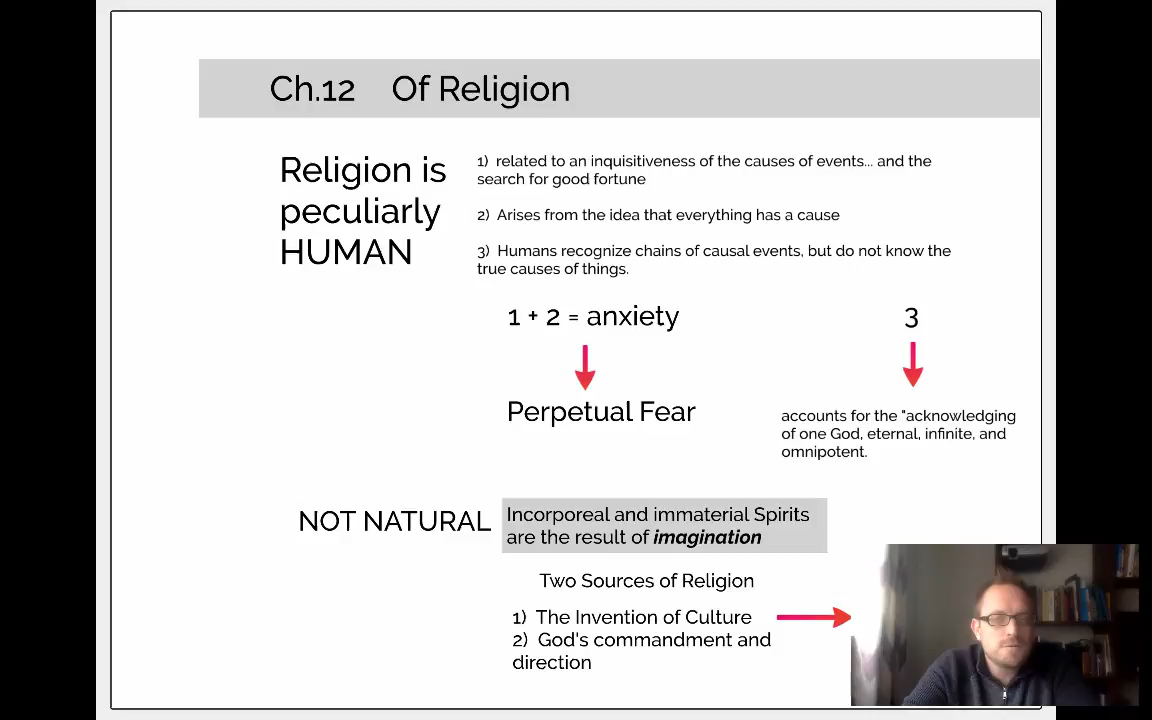 Ch.12 Of Religion
Religion is
peculiarly
HUMAN
1) related to an inquisitiveness of the causes of events... and the
search for good fortune
2) Arises from the idea that everything has a cause
3) Humans recognize chains of causal events, but do not know the
true causes of things.
1 + 2 = anxiety
3
Perpetual Fear
accounts for the "acknowledging
of one God, eternal, infinite, and
omnipotent.
NOT NATURAL
Incorporeal and immaterial Spirits
are the result of imagination
Two Sources of Religion
1) The Invention of Culture
2) God's commandment and
direction